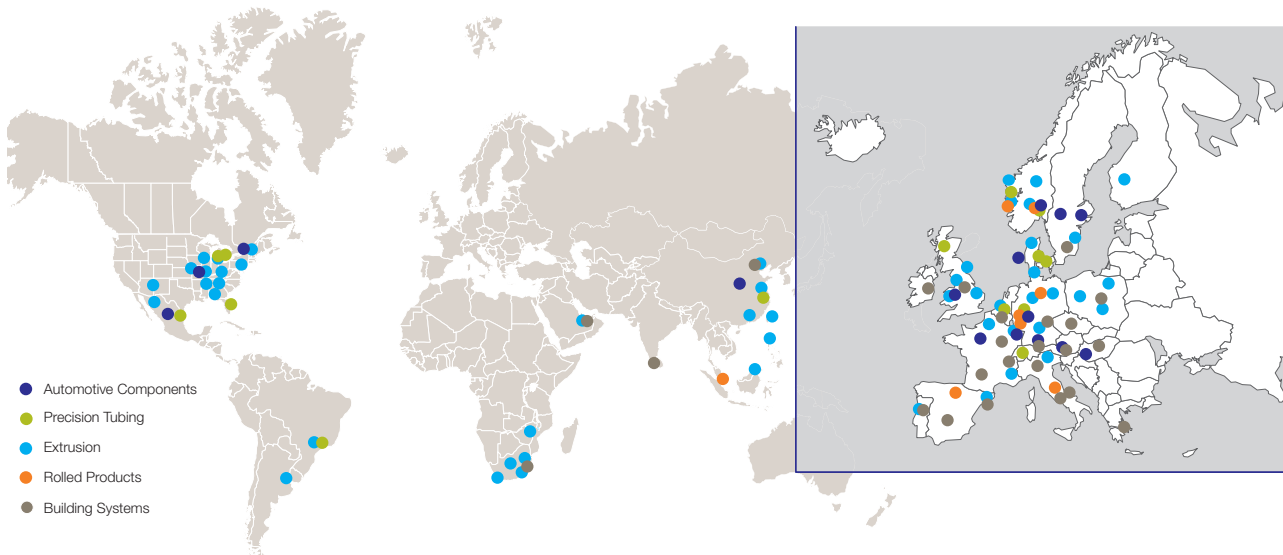 Automotive Components
Precision Tubing
Extrusion
Rolled Products
Building Systems